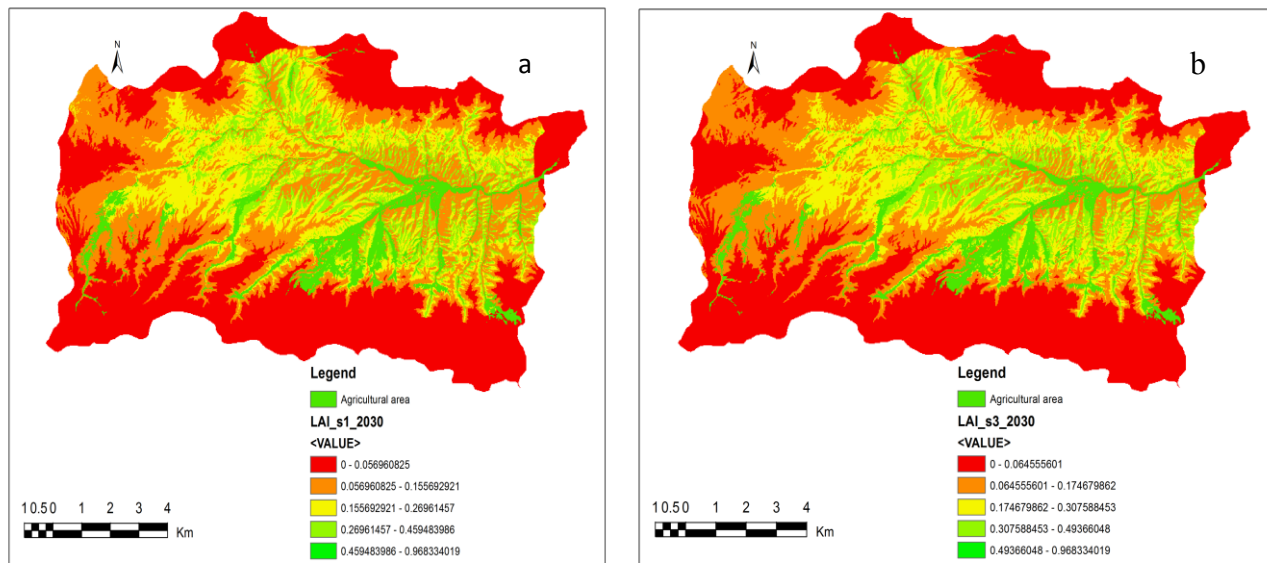 N
a
Legend
Agricultural area
LAI_s1_2030
<VALUE>
0 - 0.056960825
0.056960825 - 0.155692921
0.155692921 - 0.26961457
0.26961457 - 0.459483986
0.459483986 - 0.968334019
1 0.5 0 1 2 3 4
Km
N
b
Legend
Agricultural area
LAI_s3_2030
<VALUE>
0 - 0.064555601
0.064555601 - 0.174679862
0.174679862 - 0.307588453
0.307588453 - 0.49366048
0.49366048 - 0.968334019
1 0.5 0 1 2 3 4
Km